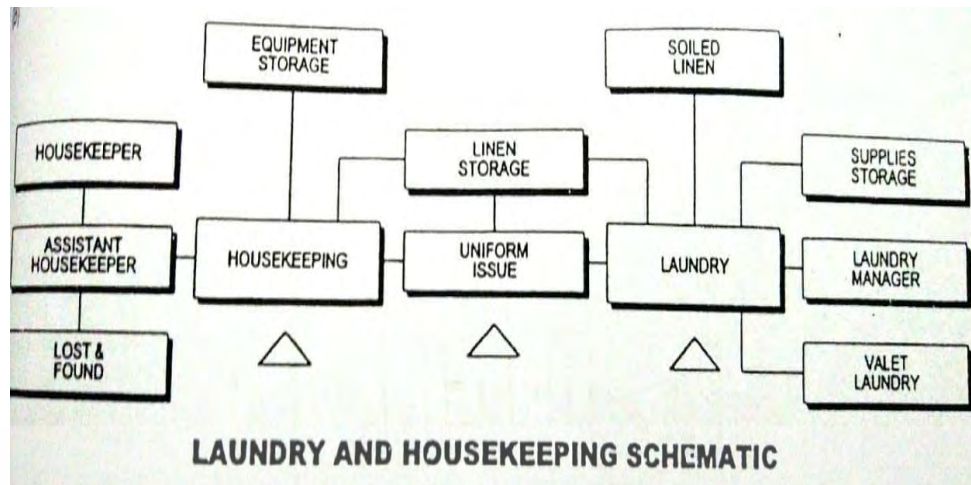 EQUIPMENT
STORAGE
SOILED
LINEN
HOUSEKEEPER
LINEN
STORAGE
SUPPLIES
STORAGE
ASSISTANT
HOUSEKEEPER
HOUSEKEEPING
UNIFORM
ISSUE
LAUNDRY
LAUNDRY
MANAGER
LOST &
FOUND
VALET
LAUNDRY
LAUNDRY AND HOUSEKEEPING SCHEMATIC